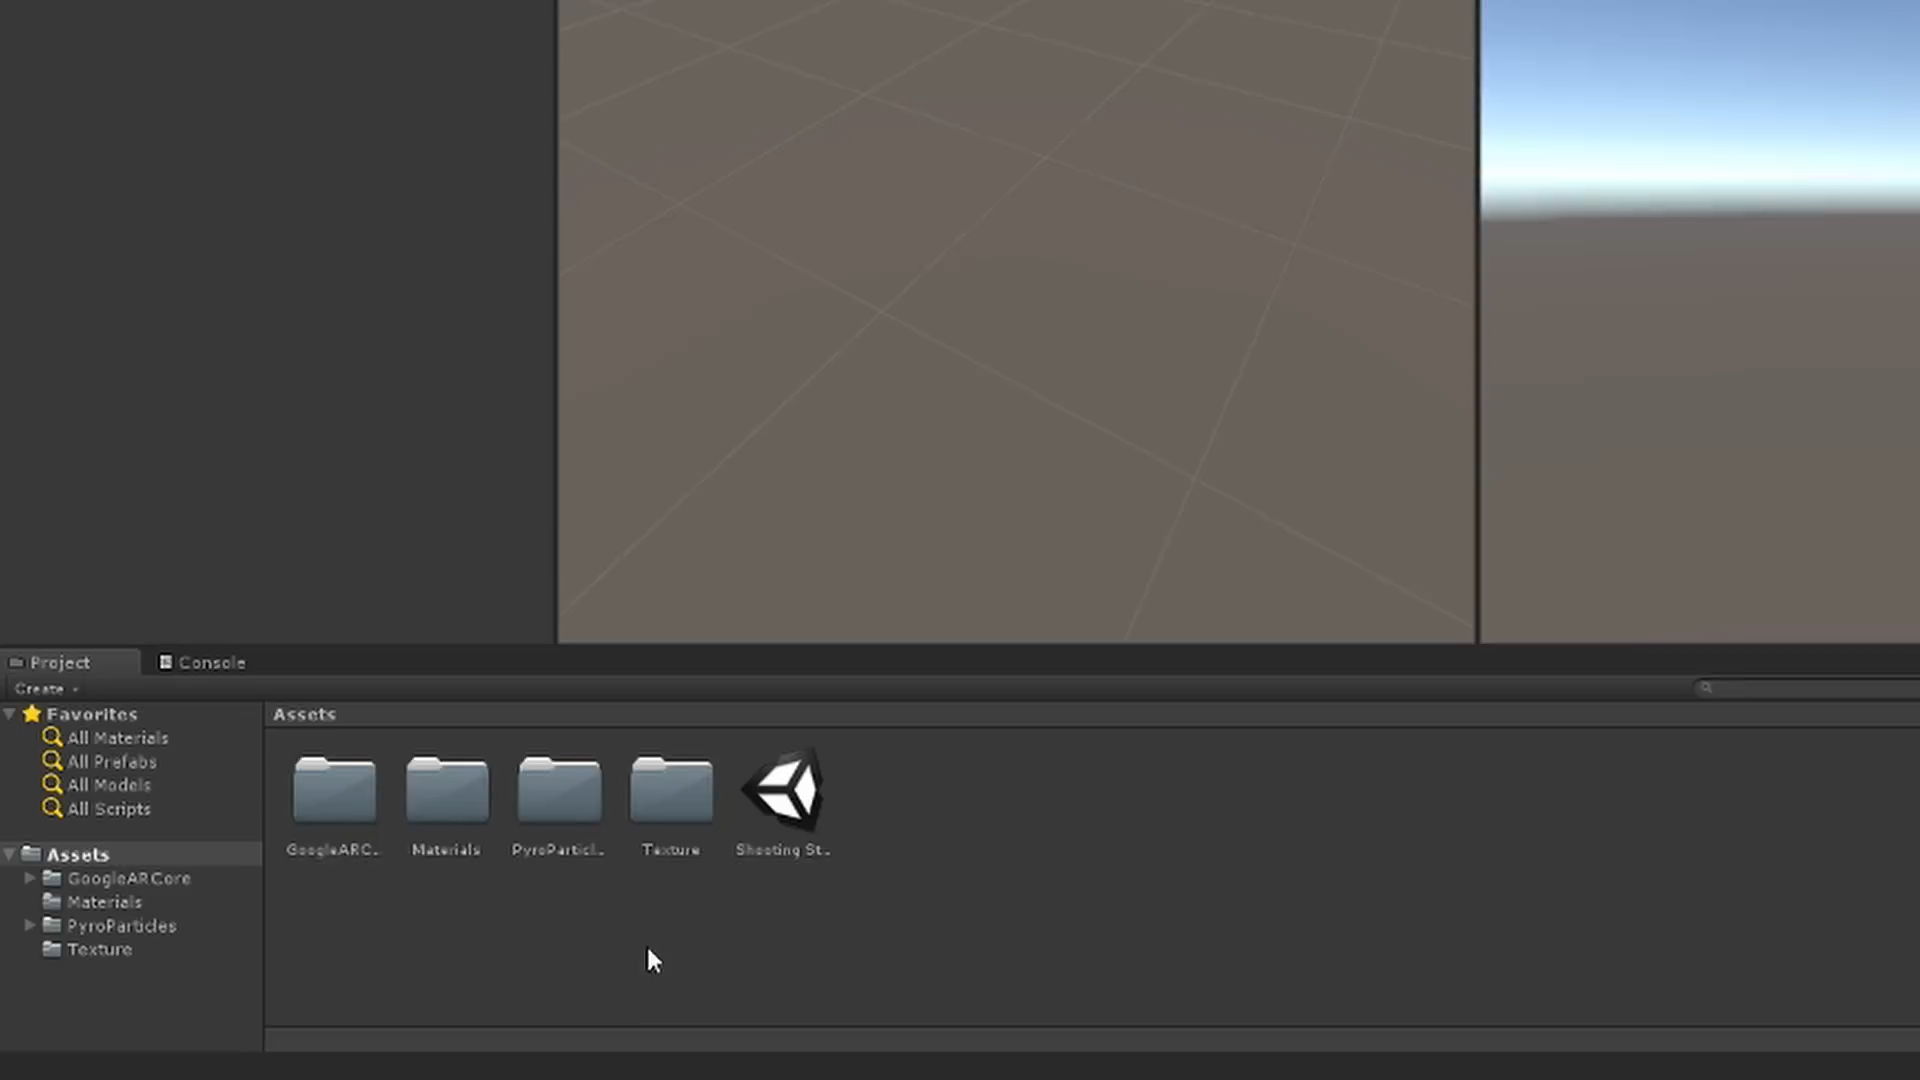 Project
Console
Create
Favorites
Assets
All Materials
All Prefabs
All Models
All Scripts
GoogleARC...
Materials
PyroParticl...
Texture
Shooting St...
Assets
GoogleARCore
Materials
PyroParticles
Texture